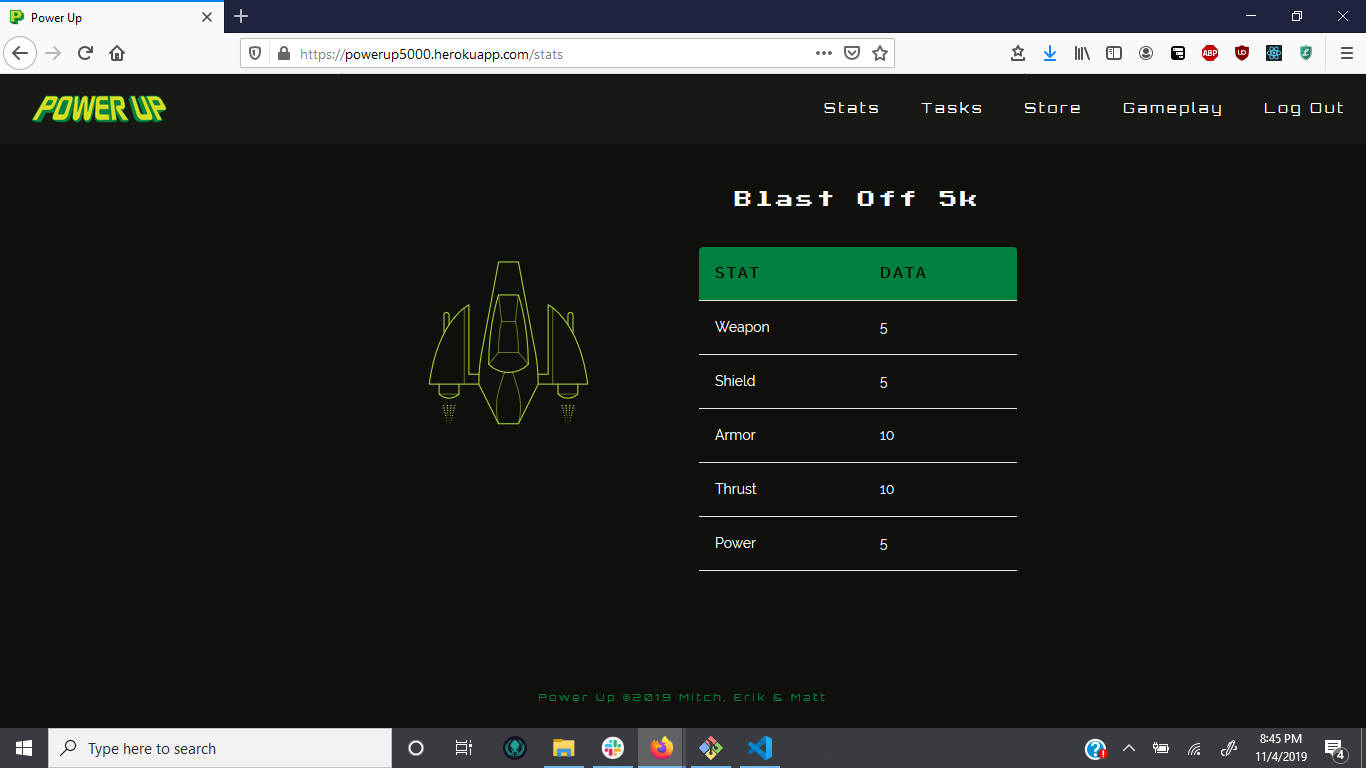 Power Up
https://powerup5000.herokuapp.com/stats
ABP
POWER UP
Stats Tasks Store Gameplay Log Out
Blast Off 5k
STAT DATA
Weapon 5
Shield 5
Armor 10
Thrust 10
Power 5
Power Up ©2019 Mitch, Erik & Matt
Type here to search
8:45 PM
11/4/2019
4